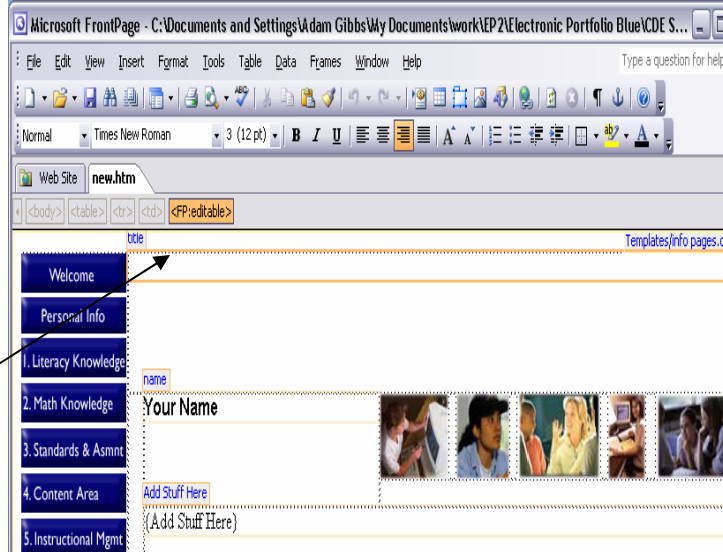 Microsoft FrontPage - C:\Documents and Settings\Adam Gibbs\My Documents\work\EP2\Electronic Portfolio Blue\CDE S...
File Edit View Insert Format Tools Table Data Frames Window Help
Type a question for help
Normal Times New Roman 3 (12 pt) B I U A A ab A
Web Site new.htm
<body> <table> <tr> <td> <FP:editable>
title Templates/info pages.
Welcome
Personal Info
1. Literacy Knowledge
name
2. Math Knowledge
Your Name
3. Standards & Asmnt
4. Content Area
Add Stuff Here
{Add Stuff Here}
5. Instructional Mgmt